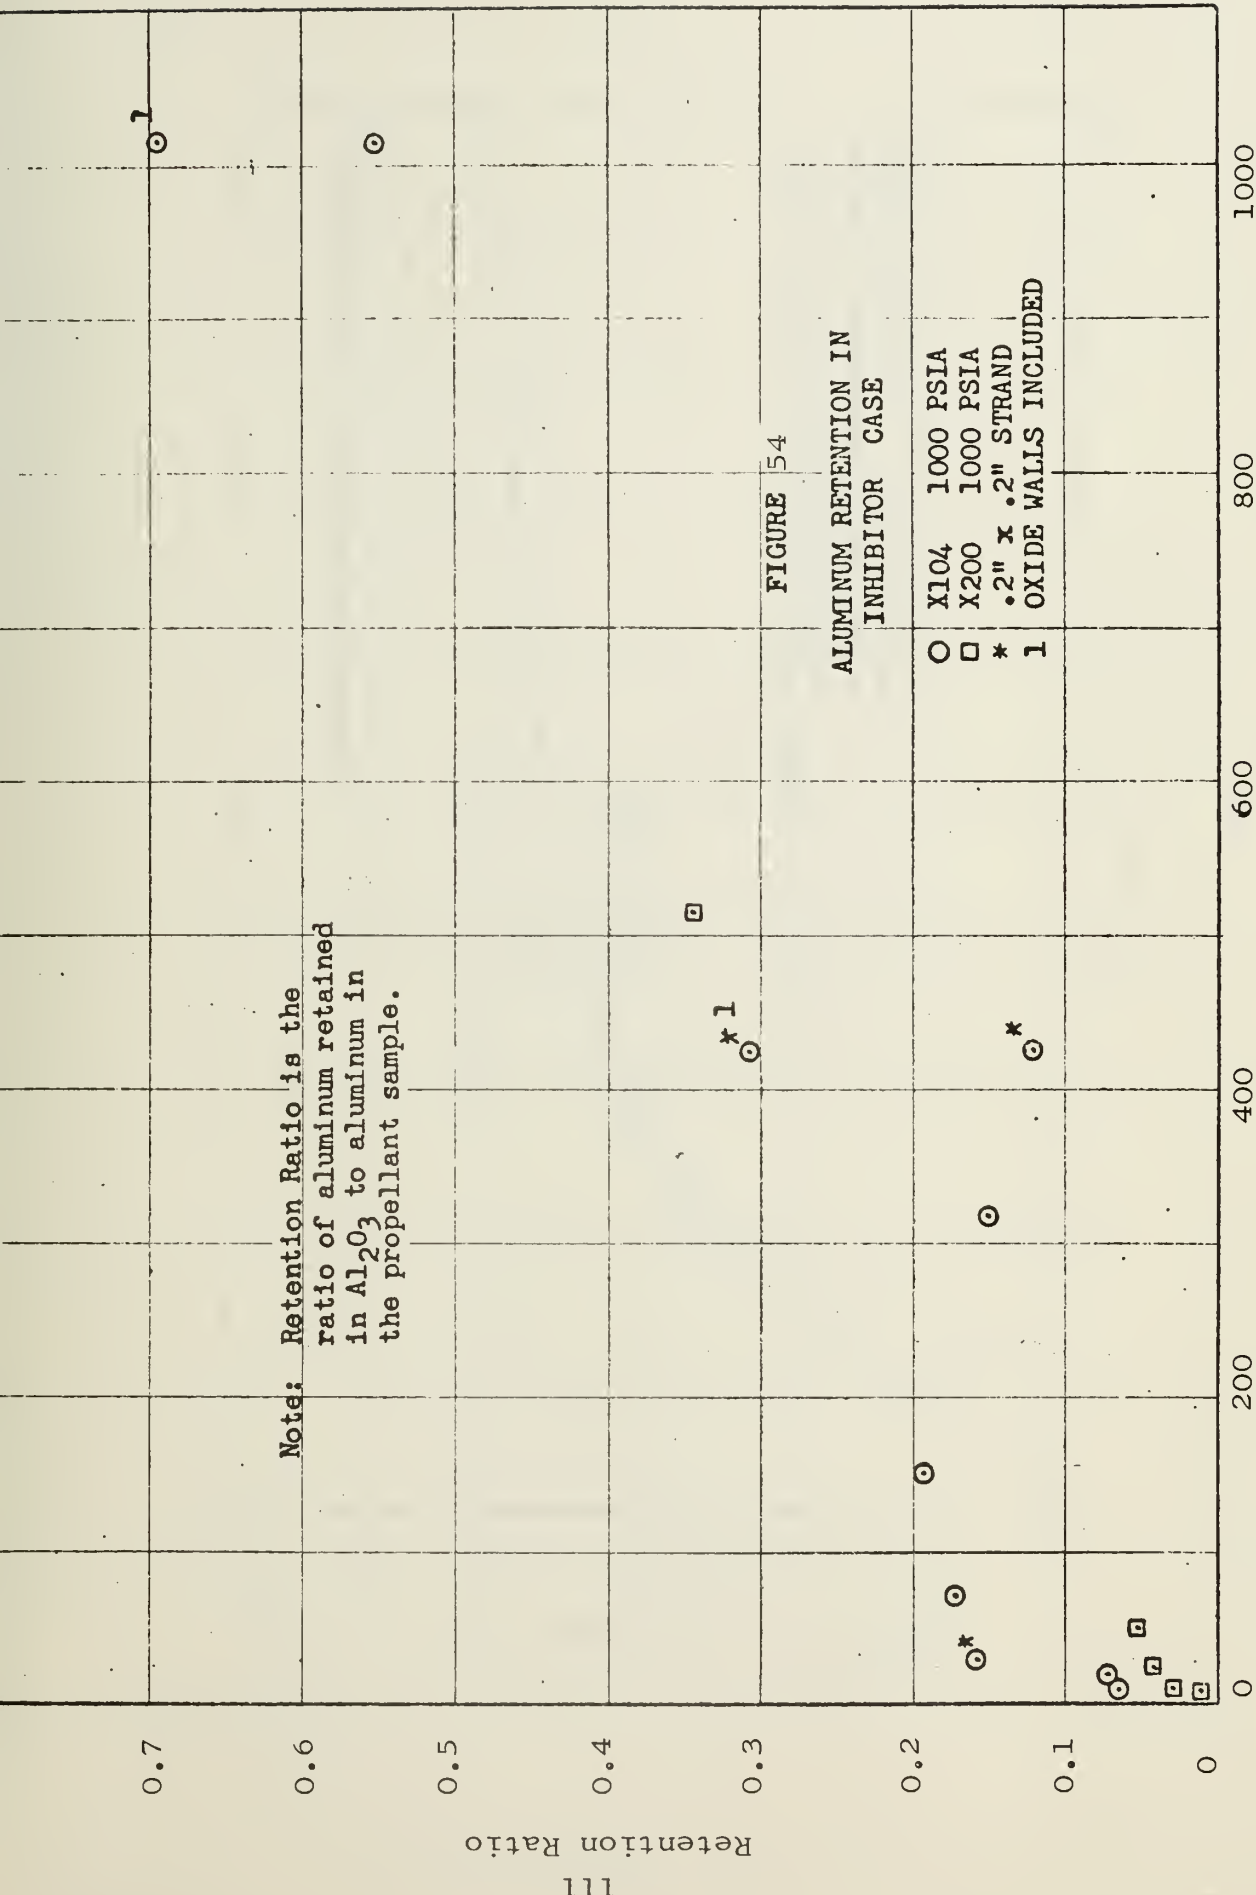 0.7
0.6
0.5
0.4
0.3
0.2
0.1
0
Retention Ratio
Note: Retention Ratio is the
ratio of aluminum retained
in Al2O3 to aluminum in
the propellant sample.
1
1
FIGURE 54
ALUMINUM RETENTION IN
INHIBITOR CASE
X104 1000 PSIA
X200 1000 PSIA
* .2" x .2" STRAND
1 OXIDE WALLS INCLUDED
0
200
400
600
800
1000
111